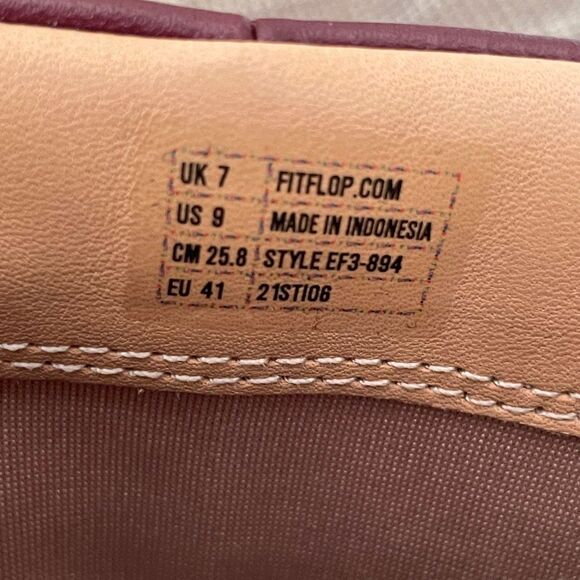 UK 7 FITFLOP.COM
US 9 MADE IN INDONESIA
CM 25.8 STYLE EF3-894
EU 41 21STI06